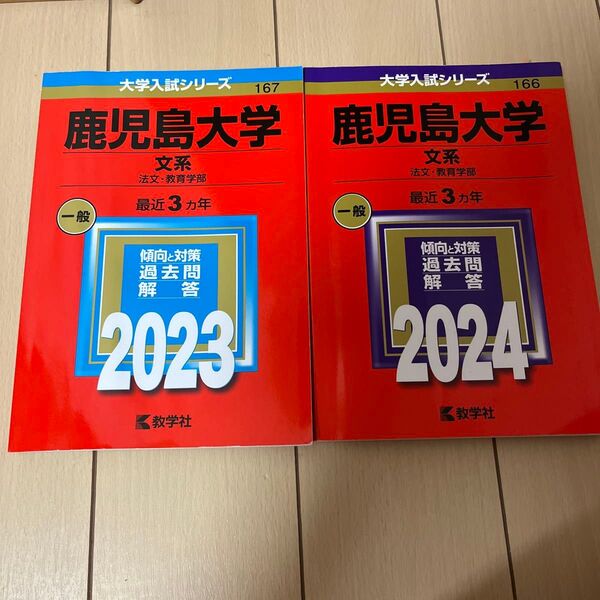 大学入試シリーズ
167
鹿児島大学
文系
法文・教育学部
最近3ヵ年
一般
傾向と対策
過去問
解答
2023
教学社
大学入試シリーズ
166
鹿児島大学
文系
法文・教育学部
最近3ヵ年
一般
傾向と対策
過去問
解答
2024
教学社